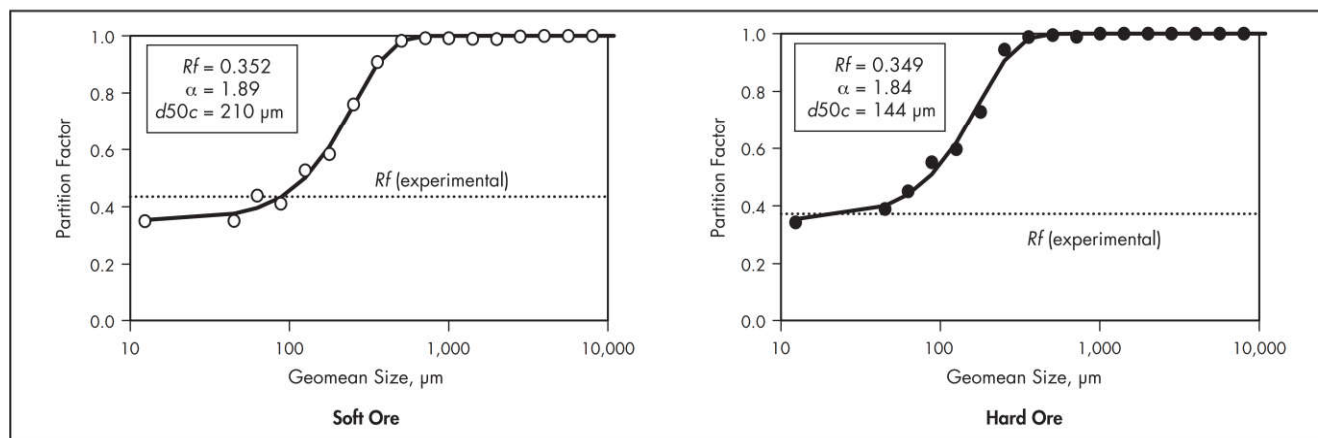 1.0
0.8
0.6
0.4
0.2
0.0
Partition Factor
Rf = 0.352
α = 1.89
d50c = 210 µm
Rf (experimental)
10
100
1,000
10,000
Geomean Size, µm
Soft Ore
1.0
0.8
0.6
0.4
0.2
0.0
Partition Factor
Rf = 0.349
α = 1.84
d50c = 144 µm
Rf (experimental)
10
100
1,000
10,000
Geomean Size, µm
Hard Ore